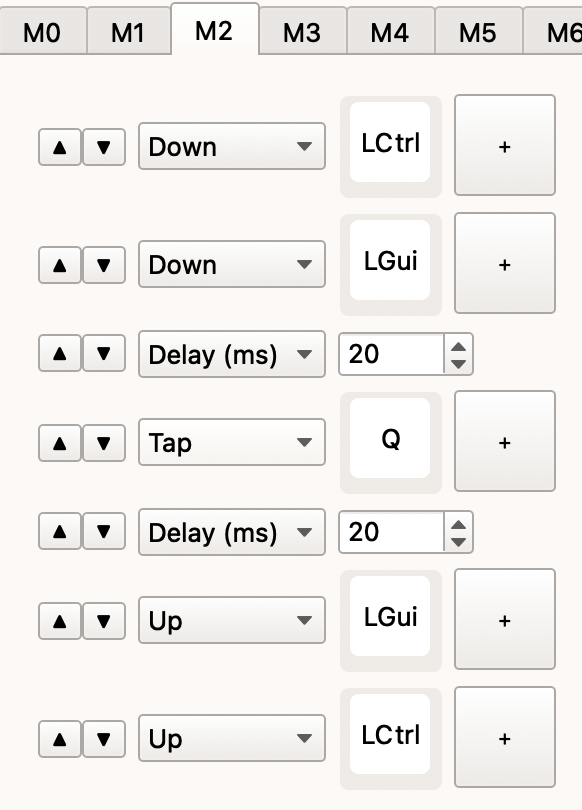 M0 M1 M2 M3 M4 M5 M6
Down LCtrl +
Down LGui +
Delay (ms) 20
Tap Q +
Delay (ms) 20
Up LGui +
Up LCtrl +